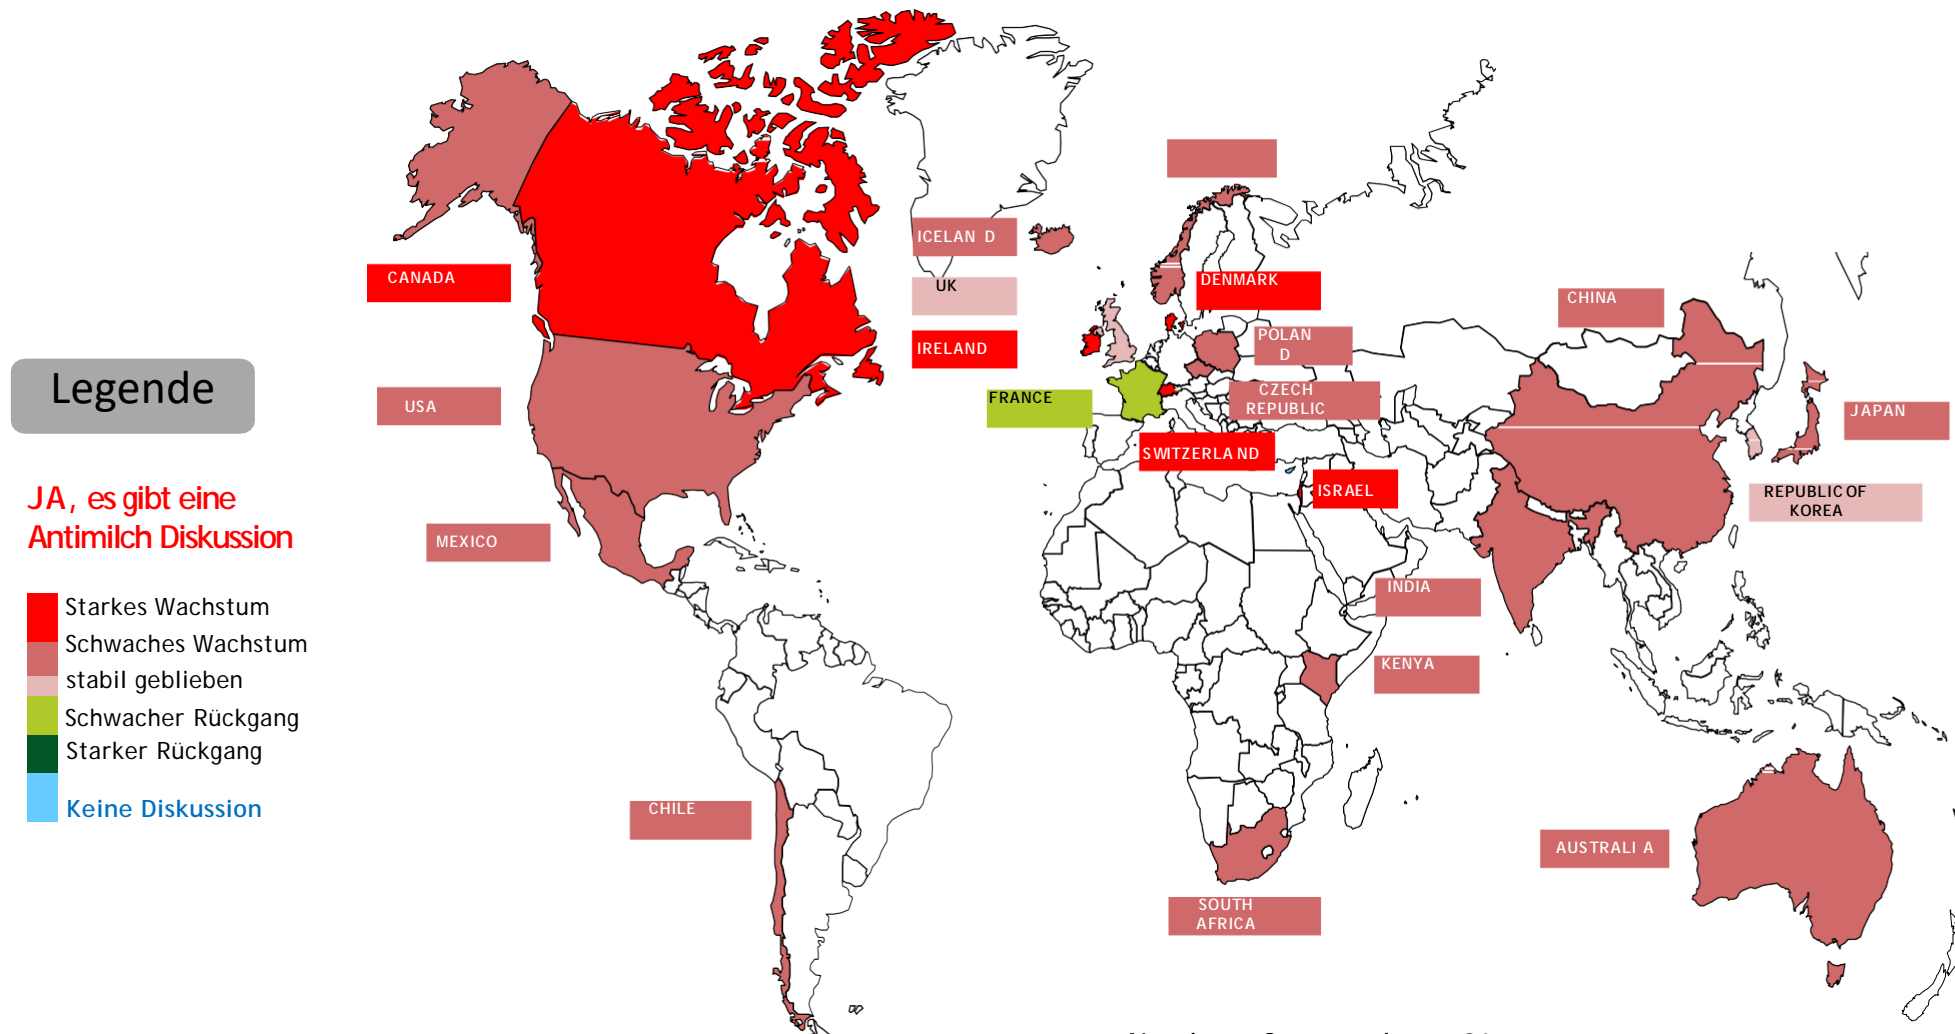 Legende
JA, es gibt eine
Antimilch Diskussion
Starkes Wachstum
Schwaches Wachstum
stabil geblieben
Schwacher Rückgang
Starker Rückgang
Keine Diskussion
CANADA
USA
MEXICO
CHILE
ICELAN D
UK
IRELAND
FRANCE
DENMARK
POLAN
D
CZECH
REPUBLIC
SWITZERLA ND
ISRAEL
INDIA
KENYA
SOUTH
AFRICA
CHINA
JAPAN
REPUBLIC OF
KOREA
AUSTRALI A